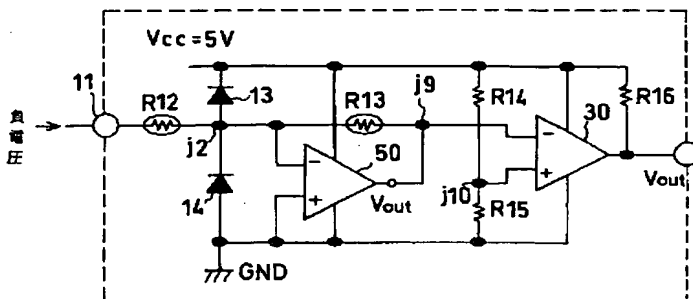 Vcc=5V
11
R12
13
j2
R13
j9
R14
30
R16
負電圧
50
14
Vout
j10
R15
Vout
GND